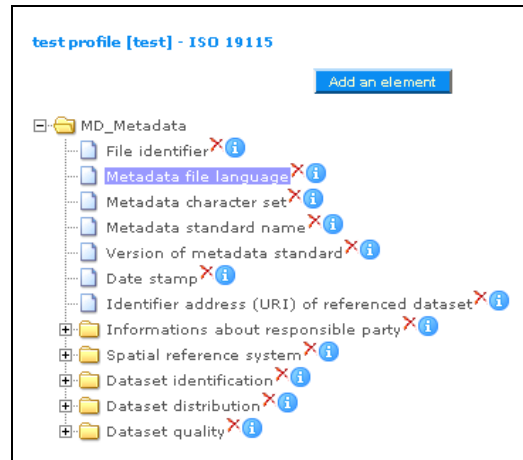 test profile [test] - ISO 19115
Add an element
MD_Metadata
File identifier
Metadata file language
Metadata character set
Metadata standard name
Version of metadata standard
Date stamp
Identifier address (URI) of referenced dataset
Informations about responsible party
Spatial reference system
Dataset identification
Dataset distribution
Dataset quality